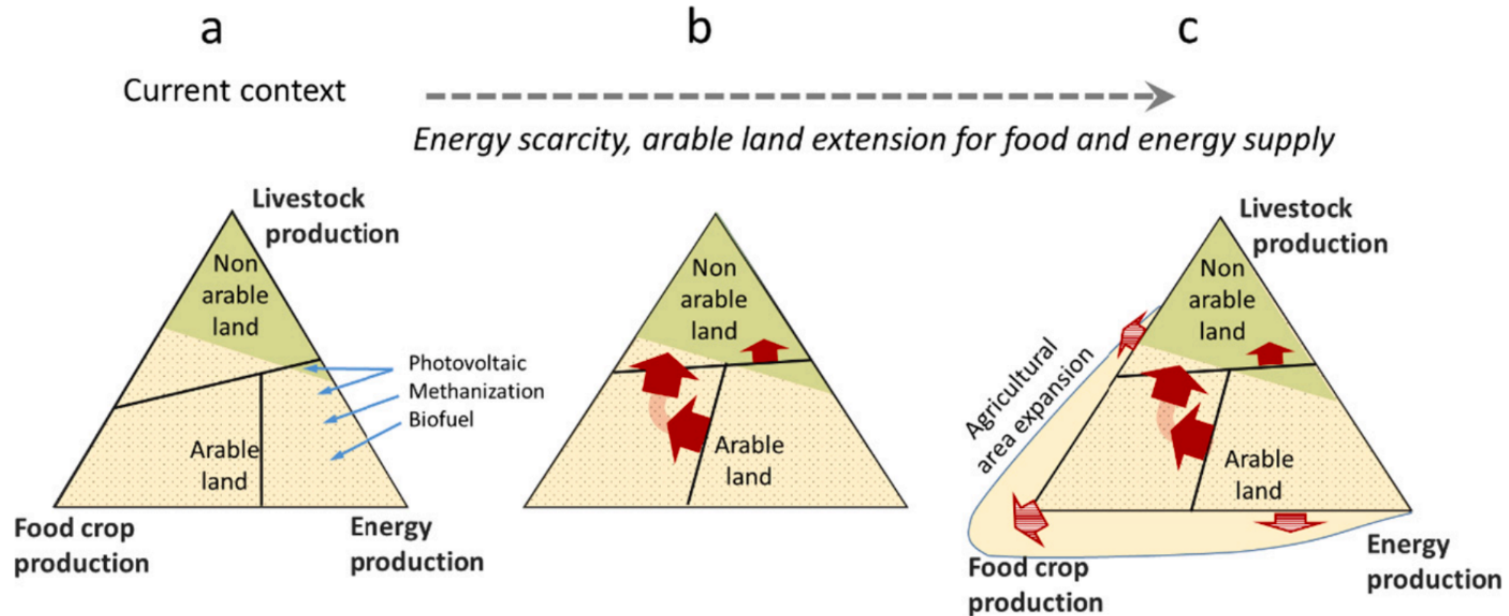 a
b
c
Current context
Energy scarcity, arable land extension for food and energy supply
Livestock
production
Non
arable
land
Photovoltaic
Methanization
Biofuel
Arable
land
Food crop
production
Energy
production
Non
arable
land
Arable
land
Livestock
production
Non
arable
land
Agricultural
area expansion
Arable
land
Food crop
production
Energy
production